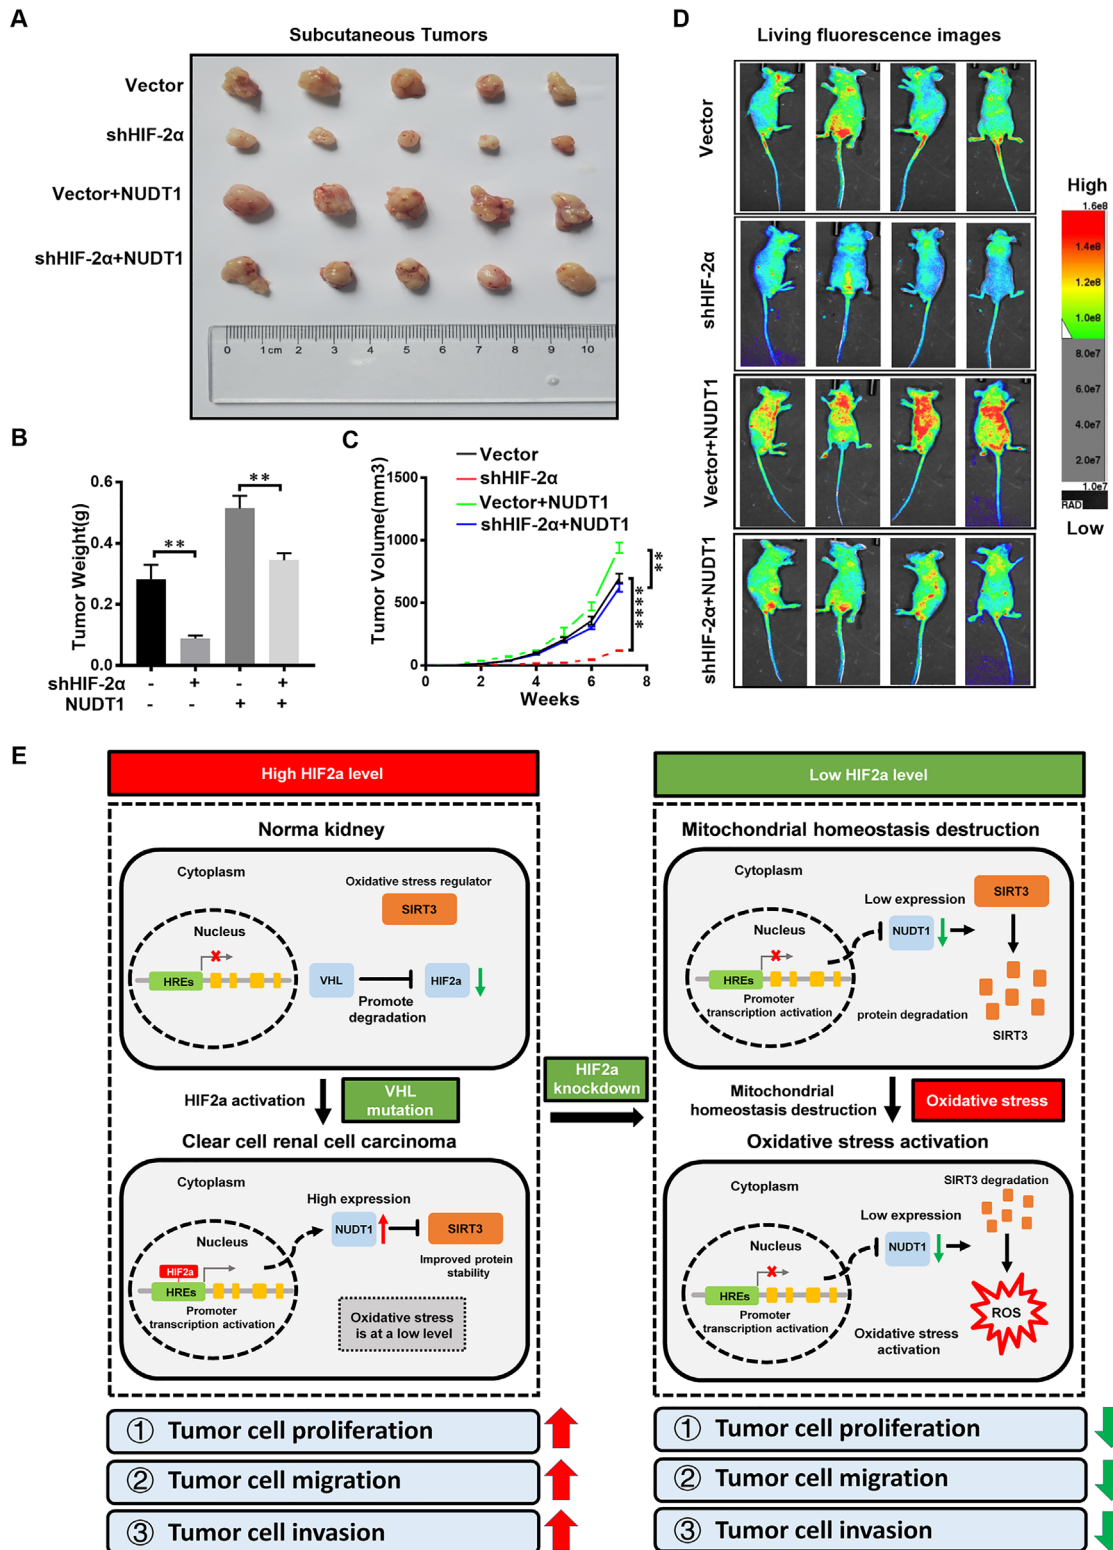 A
Subcutaneous Tumors
Vector
shHIF-2α
Vector+NUDT1
shHIF-2α+NUDT1
0 1cm 2 3 4 5 6 7 8 9 10
B
Tumor Weight(g)
0.6
0.4
0.2
0.0
** **
shHIF-2α - + - +
NUDT1 - - + +
C
Tumor Volume(mm3)
1500
1000
500
0
0 2 4 6 8
Weeks
Vector
shHIF-2α
Vector+NUDT1
shHIF-2α+NUDT1
**
****
D
Living fluorescence images
Vector
shHIF-2α
Vector+NUDT1
shHIF-2α+NUDT1
High
1.6e8
1.4e8
1.2e8
1.0e8
8.0e7
6.0e7
4.0e7
2.0e7
1.0e7
RAD
Low
E
High HIF2a level
Norma kidney
Cytoplasm
Oxidative stress regulator
SIRT3
Nucleus
HREs
VHL
HIF2a
Promote
degradation
HIF2a activation
VHL
mutation
Clear cell renal cell carcinoma
Cytoplasm
High expression
NUDT1
SIRT3
Improved protein
stability
Nucleus
HIF2a
HREs
Promoter
transcription activation
Oxidative stress
is at a low level
① Tumor cell proliferation
② Tumor cell migration
③ Tumor cell invasion
HIF2a
knockdown
Low HIF2a level
Mitochondrial homeostasis destruction
Cytoplasm
Low expression
SIRT3
NUDT1
Nucleus
HREs
Promoter
transcription activation
protein degradation
SIRT3
Mitochondrial
homeostasis destruction
Oxidative stress
Oxidative stress activation
Cytoplasm
SIRT3 degradation
Low expression
NUDT1
Nucleus
HREs
Promoter
transcription activation
ROS
Oxidative stress
activation
① Tumor cell proliferation
② Tumor cell migration
③ Tumor cell invasion